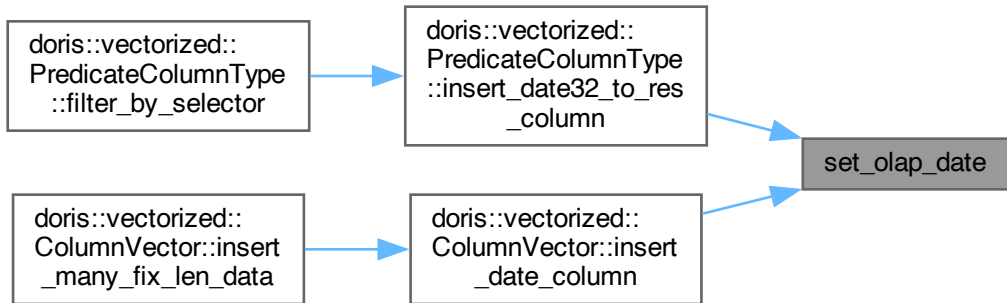 doris::vectorized::
PredicateColumnType
::filter_by_selector
doris::vectorized::
PredicateColumnType
::insert_date32_to_res
_column
set_olap_date
doris::vectorized::
ColumnVector::insert
_many_fix_len_data
doris::vectorized::
ColumnVector::insert
_date_column